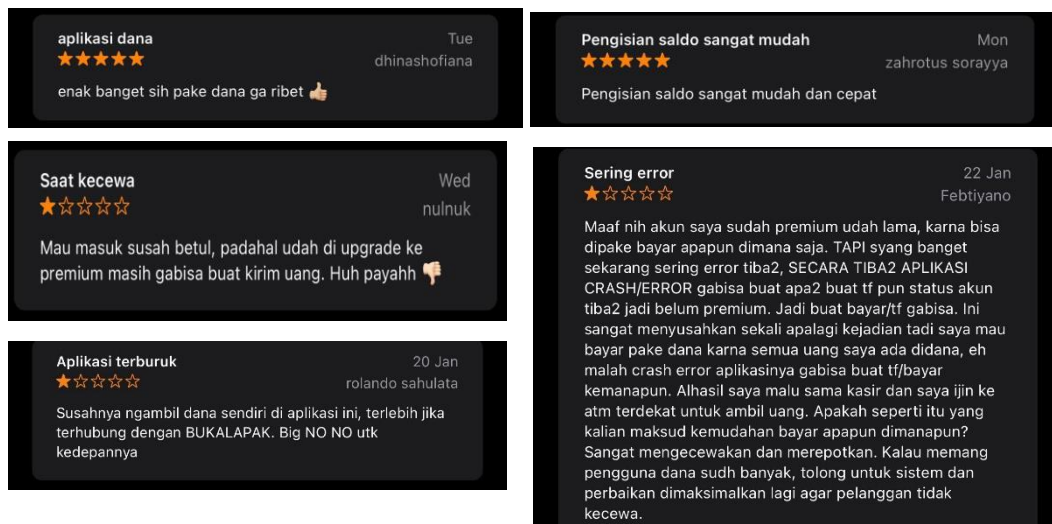 aplikasi dana
Tue
dhinashofiana
enak banget sih pake dana ga ribet 👍🏻
Pengisian saldo sangat mudah
Mon
zahrotus sorayya
Pengisian saldo sangat mudah dan cepat
Saat kecewa
Wed
nulnuk
Mau masuk susah betul, padahal udah di upgrade ke
premium masih gabisa buat kirim uang. Huh payahh 👎🏻
Sering error
22 Jan
Febtiyano
Maaf nih akun saya sudah premium udah lama, karna bisa
dipake bayar apapun dimana saja. TAPI syang banget
sekarang sering error tiba2, SECARA TIBA2 APLIKASI
CRASH/ERROR gabisa buat apa2 buat tf pun status akun
tiba2 jadi belum premium. Jadi buat bayar/tf gabisa. Ini
sangat menyusahkan sekali apalagi kejadian tadi saya mau
bayar pake dana karna semua uang saya ada didana, eh
malah crash error aplikasinya gabisa buat tf/bayar
kemanapun. Alhasil saya malu sama kasir dan saya ijin ke
atm terdekat untuk ambil uang. Apakah seperti itu yang
kalian maksud kemudahan bayar apapun dimanapun?
Sangat mengecewakan dan merepotkan. Kalau memang
pengguna dana sudh banyak, tolong untuk sistem dan
perbaikan dimaksimalkan lagi agar pelanggan tidak
kecewa.
Aplikasi terburuk
20 Jan
rolando sahulata
Susahnya ngambil dana sendiri di aplikasi ini, terlebih jika
terhubung dengan BUKALAPAK. Big NO NO utk
kedepannya